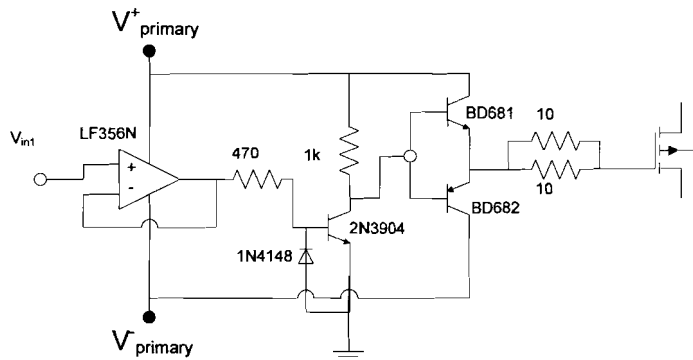 V+ primary
LF356N
Vin1
+
-
470
1k
BD681
10
10
BD682
2N3904
1N4148
V- primary